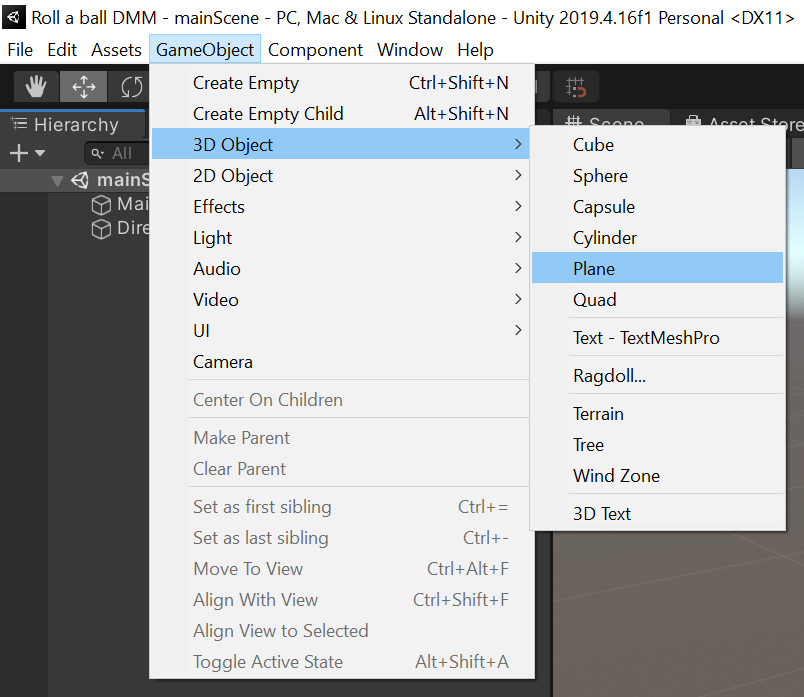 Roll a ball DMM - mainScene - PC, Mac & Linux Standalone - Unity 2019.4.16f1 Personal <DX11>
File Edit Assets GameObject Component Window Help
Hierarchy
All
Scene
Asset Store
Create Empty Ctrl+Shift+N
Create Empty Child Alt+Shift+N
3D Object
2D Object
Effects
Light
Audio
Video
UI
Camera
Center On Children
Make Parent
Clear Parent
Set as first sibling Ctrl+=
Set as last sibling Ctrl+-
Move To View Ctrl+Alt+F
Align With View Ctrl+Shift+F
Align View to Selected
Toggle Active State Alt+Shift+A
Cube
Sphere
Capsule
Cylinder
Plane
Quad
Text - TextMeshPro
Ragdoll...
Terrain
Tree
Wind Zone
3D Text
mainS
Mai
Dire